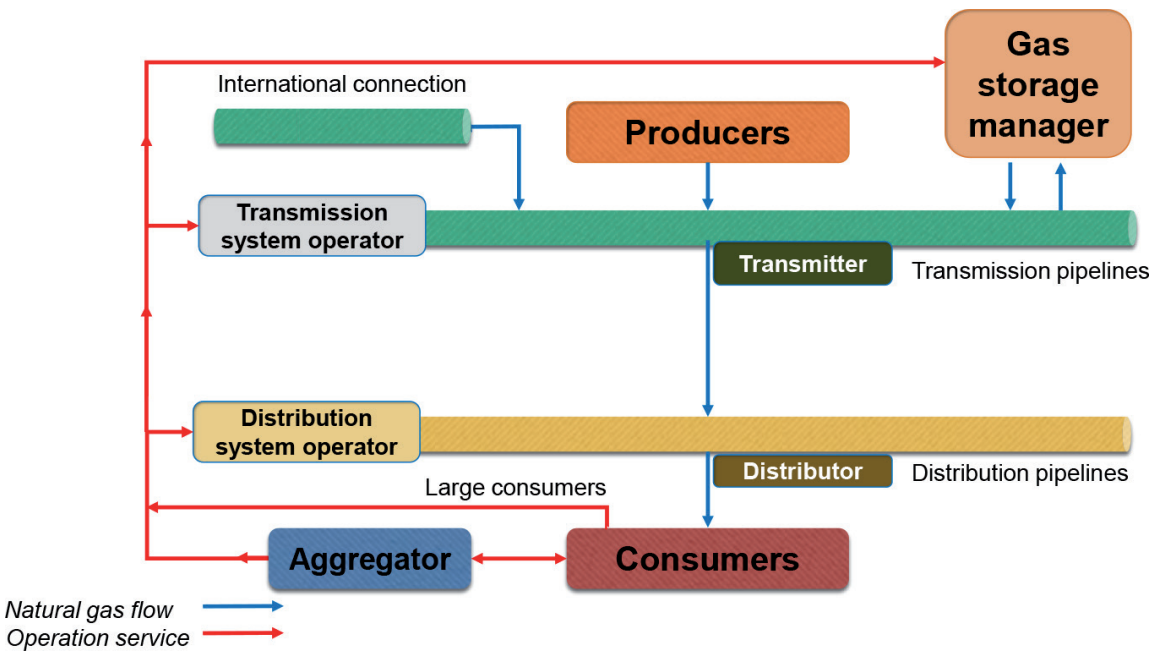 Gas
storage
manager
International connection
Producers
Transmission
system operator
Transmitter
Transmission pipelines
Distribution
system operator
Distributor
Distribution pipelines
Large consumers
Aggregator
Consumers
Natural gas flow
Operation service